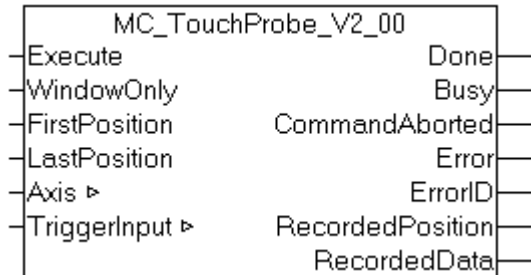 MC_TouchProbe_V2_00
Execute Done
WindowOnly Busy
FirstPosition CommandAborted
LastPosition Error
Axis ▹ ErrorID
TriggerInput ▹ RecordedPosition
RecordedData